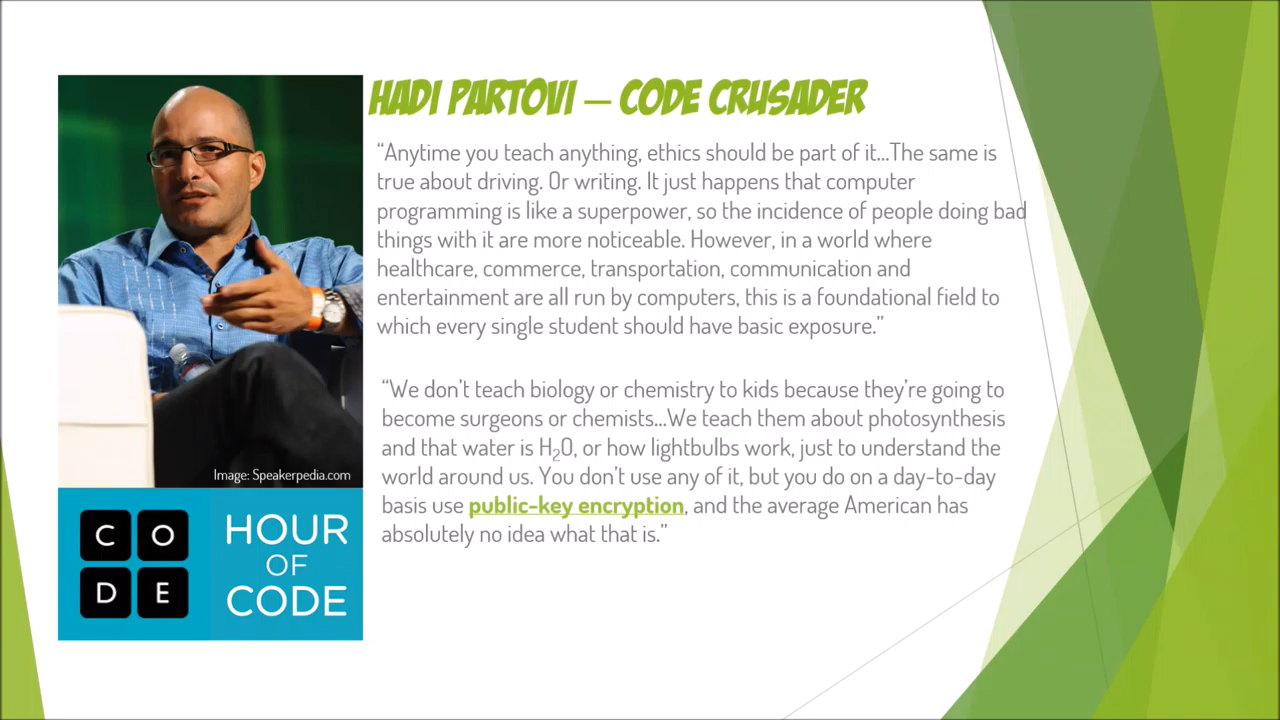 HADI PARTOVI – CODE CRUSADER
“Anytime you teach anything, ethics should be part of it...The same is
true about driving. Or writing. It just happens that computer
programming is like a superpower, so the incidence of people doing bad
things with it are more noticeable. However, in a world where
healthcare, commerce, transportation, communication and
entertainment are all run by computers, this is a foundational field to
which every single student should have basic exposure.”
“We don’t teach biology or chemistry to kids because they’re going to
become surgeons or chemists...We teach them about photosynthesis
and that water is H₂O, or how lightbulbs work, just to understand the
world around us. You don’t use any of it, but you do on a day-to-day
basis use public-key encryption, and the average American has
absolutely no idea what that is.”
Image: Speakerpedia.com
C O
D E
HOUR
OF
CODE